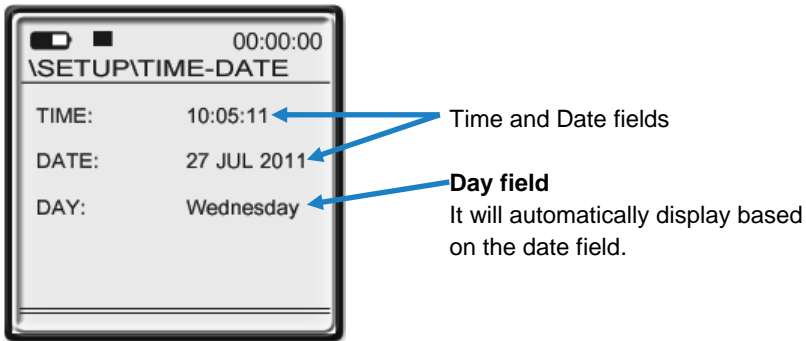 00:00:00
\SETUP\TIME-DATE
TIME: 10:05:11
DATE: 27 JUL 2011
DAY: Wednesday
Time and Date fields
Day field
It will automatically display based
on the date field.